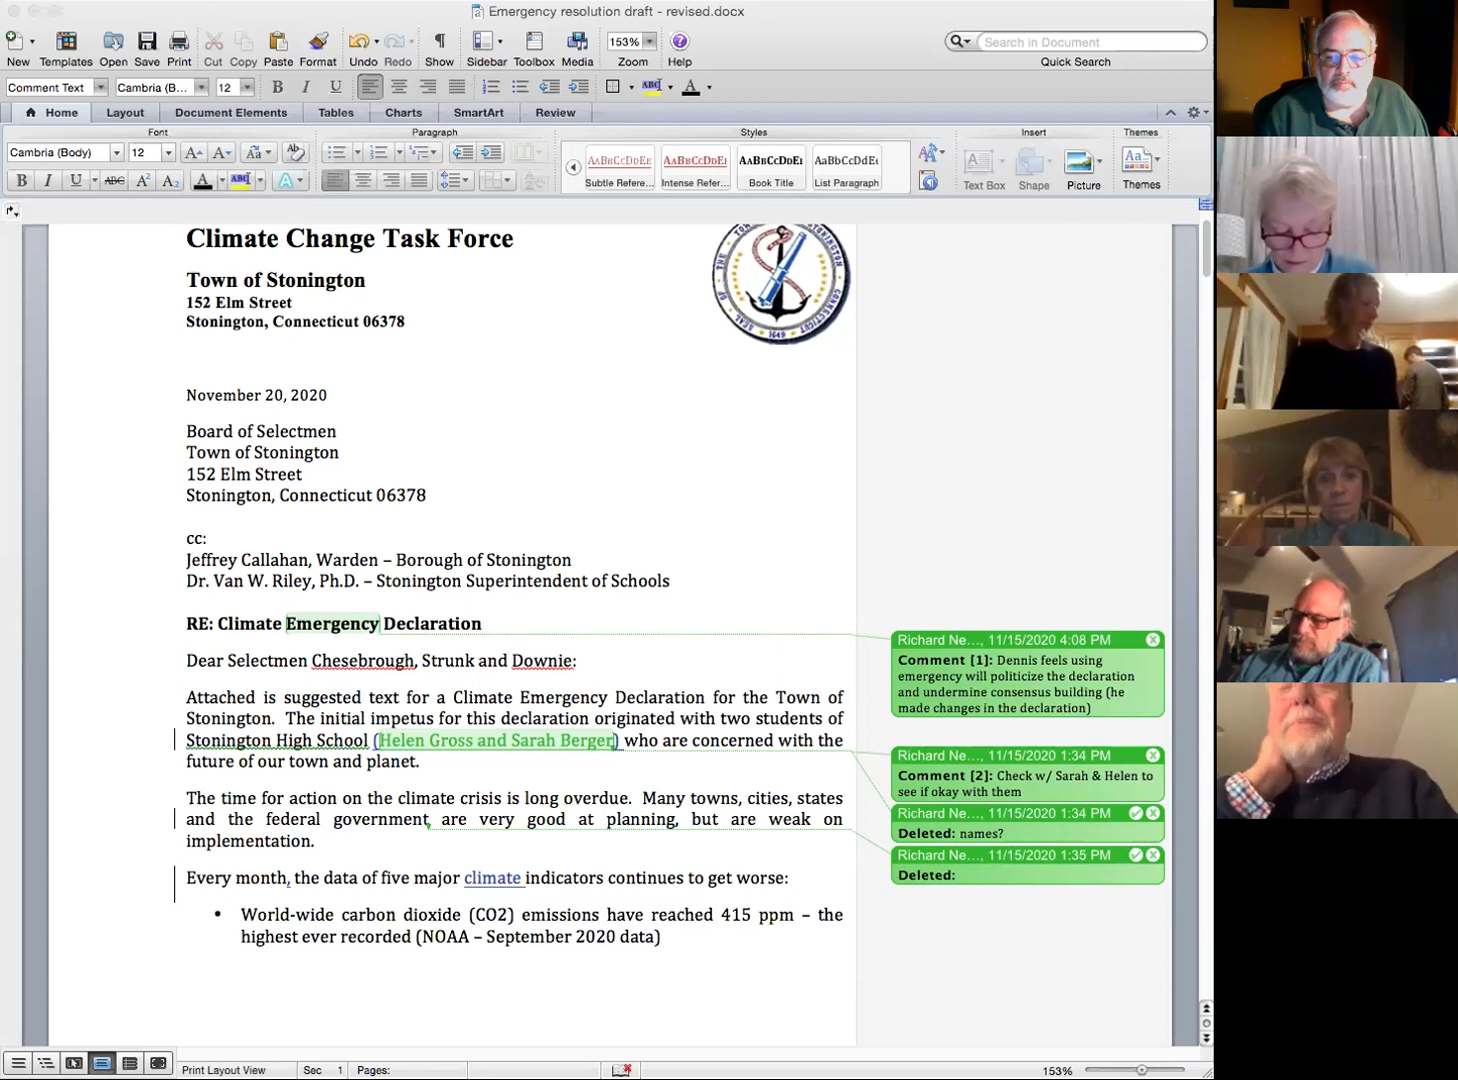 Emergency resolution draft - revised.docx
New Templates Open Save Print Cut Copy Paste Format Undo Redo Show Sidebar Toolbox Media Zoom Help
153%
Search in Document
Quick Search
Comment Text Cambria (B... 12 B I U ABC A
Home Layout Document Elements Tables Charts SmartArt Review
Font Paragraph Styles Insert Themes
Cambria (Body) 12 A A Aa
AABBCCDDEE AABBCCDDEI AABBCCDDEI AABBCCDDEI
B I U ABC A² A₂ A ABC A
Subtle Refere... Intense Refer... Book Title List Paragraph Text Box Shape Picture Themes
Climate Change Task Force
Town of Stonington
152 Elm Street
Stonington, Connecticut 06378
1649
November 20, 2020
Board of Selectmen
Town of Stonington
152 Elm Street
Stonington, Connecticut 06378
cc:
Jeffrey Callahan, Warden – Borough of Stonington
Dr. Van W. Riley, Ph.D. – Stonington Superintendent of Schools
RE: Climate Emergency Declaration
Dear Selectmen Chesebrough, Strunk and Downie:
Attached is suggested text for a Climate Emergency Declaration for the Town of
Stonington. The initial impetus for this declaration originated with two students of
Stonington High School (Helen Gross and Sarah Berger) who are concerned with the
future of our town and planet.
The time for action on the climate crisis is long overdue. Many towns, cities, states
and the federal government are very good at planning, but are weak on
implementation.
Every month, the data of five major climate indicators continues to get worse:
• World-wide carbon dioxide (CO2) emissions have reached 415 ppm – the
highest ever recorded (NOAA – September 2020 data)
Richard Ne..., 11/15/2020 4:08 PM
Comment [1]: Dennis feels using
emergency will politicize the declaration
and undermine consensus building (he
made changes in the declaration)
Richard Ne..., 11/15/2020 1:34 PM
Comment [2]: Check w/ Sarah & Helen to
see if okay with them
Richard Ne..., 11/15/2020 1:34 PM
Deleted: names?
Richard Ne..., 11/15/2020 1:35 PM
Deleted:
Print Layout View Sec 1 Pages: 153%